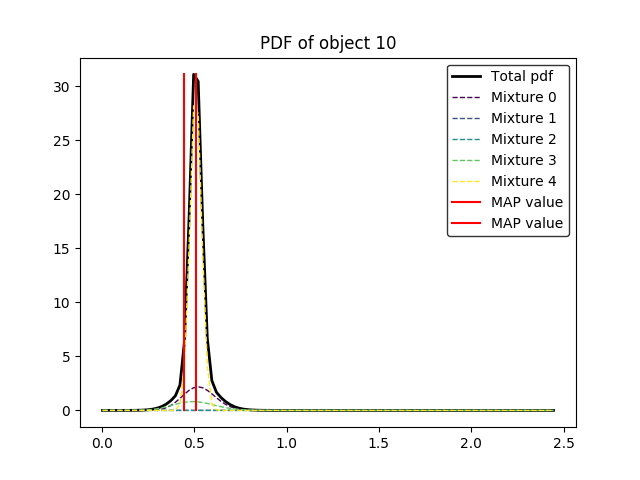 PDF of object 10
Total pdf
Mixture 0
Mixture 1
Mixture 2
Mixture 3
Mixture 4
MAP value
MAP value
30
25
20
15
10
5
0
0.0 0.5 1.0 1.5 2.0 2.5